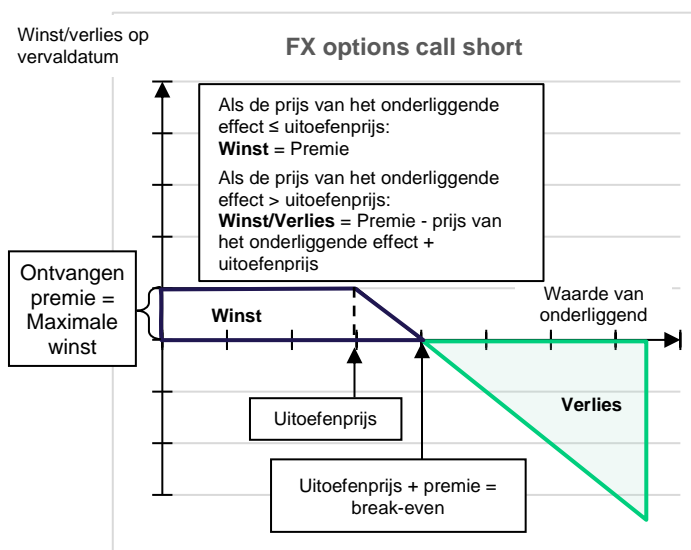 Winst/verlies op
vervaldatum
FX options call short
Als de prijs van het onderliggende
effect ≤ uitoefenprijs:
Winst = Premie
Als de prijs van het onderliggende
effect > uitoefenprijs:
Winst/Verlies = Premie - prijs van
het onderliggende effect +
uitoefenprijs
Ontvangen
premie =
Maximale
winst
Winst
Waarde van
onderliggend
Verlies
Uitoefenprijs
Uitoefenprijs + premie =
break-even